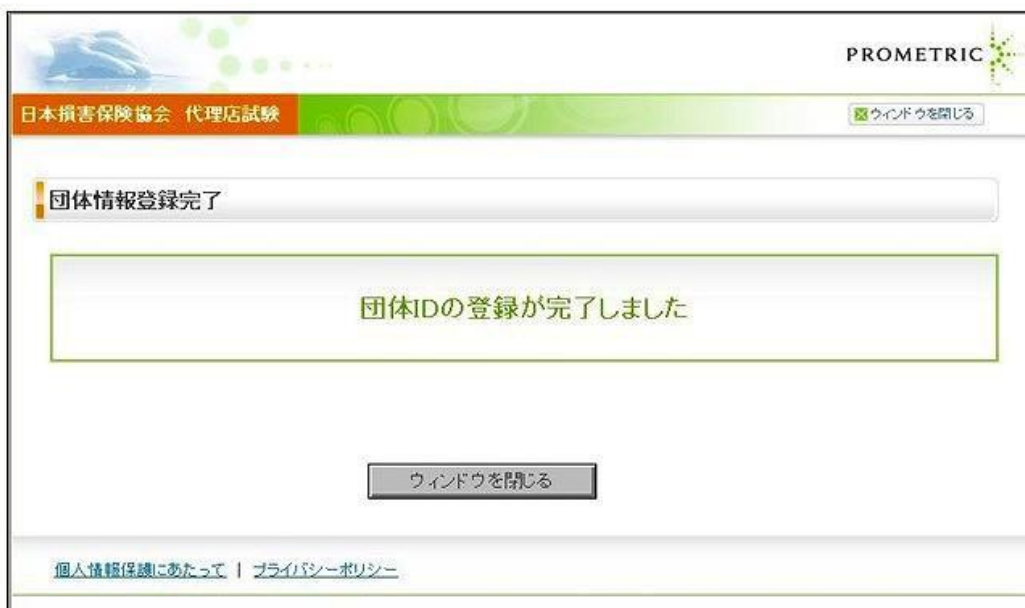 PROMETRIC
日本損害保険協会 代理店試験
ウィンドウを閉じる
団体情報登録完了
団体IDの登録が完了しました
ウィンドウを閉じる
個人情報保護にあたって | プライバシーポリシー